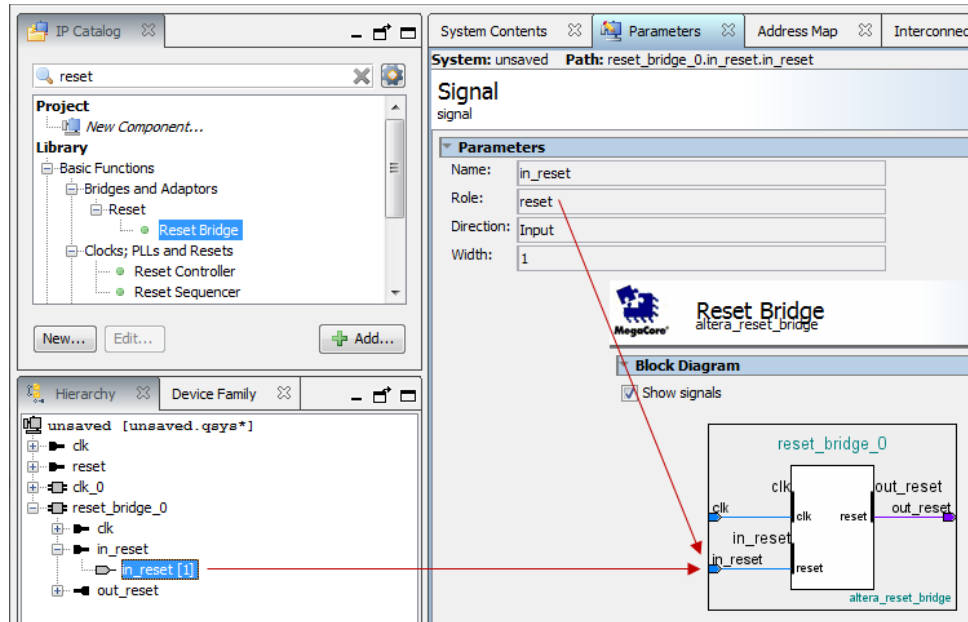 IP Catalog
reset
Project
New Component...
Library
Basic Functions
Bridges and Adaptors
Reset
Reset Bridge
Clocks; PLLs and Resets
Reset Controller
Reset Sequencer
New...
Edit...
Add...
Hierarchy
Device Family
unsaved [unsaved.qsys*]
clk
reset
clk_0
reset_bridge_0
clk
in_reset
in_reset [1]
out_reset
System Contents
Parameters
Address Map
Interconnec
System: unsaved Path: reset_bridge_0.in_reset.in_reset
Signal
signal
Parameters
Name: in_reset
Role: reset
Direction: Input
Width: 1
MegaCore'
Reset Bridge
altera_reset_bridge
Block Diagram
Show signals
reset_bridge_0
clk
out_reset
clk
out_reset
clk
reset
in_reset
in_reset
reset
altera_reset_bridge